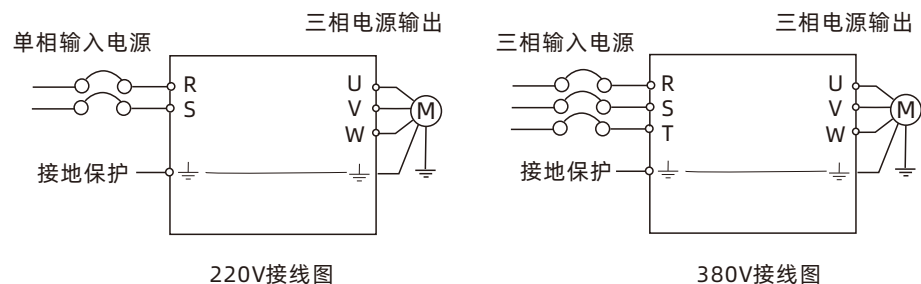 三相电源输出
单相输入电源
R
S
U
V
W
M
接地保护
220V接线图
三相电源输出
三相输入电源
R
S
T
U
V
W
M
接地保护
380V接线图